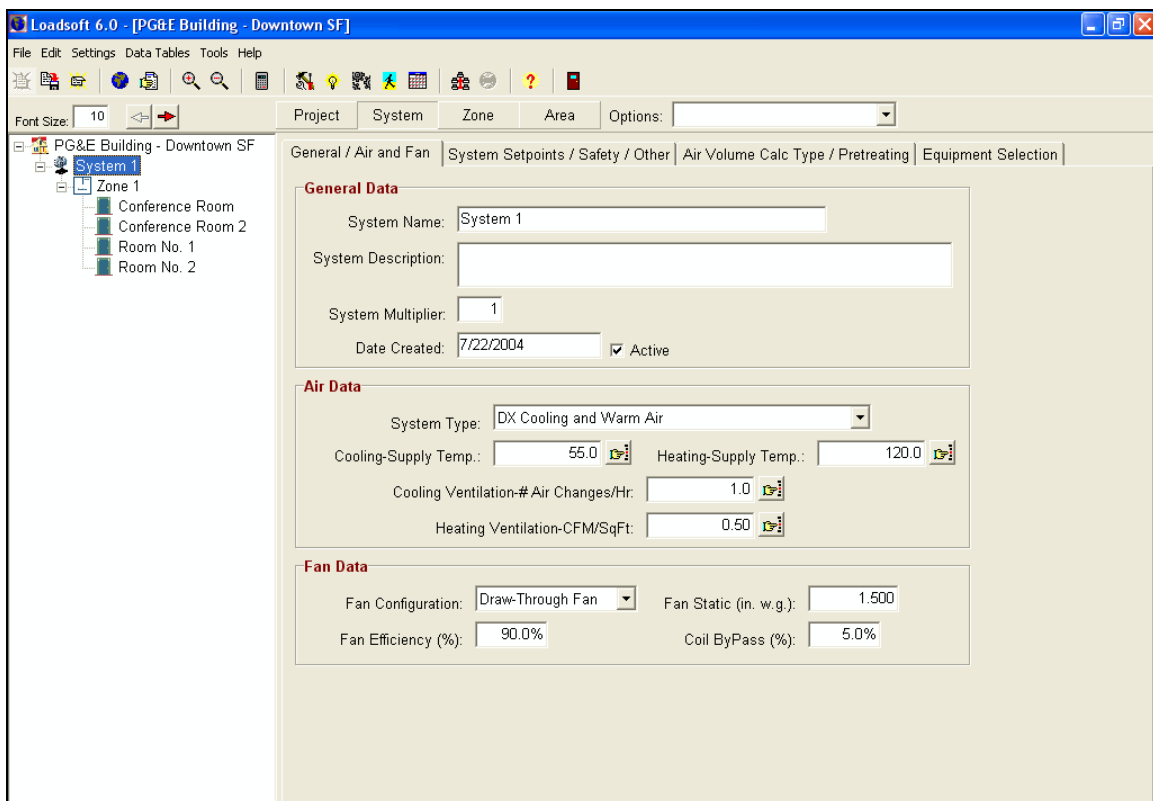 Loadsoft 6.0 - [PG&E Building - Downtown SF]
File Edit Settings Data Tables Tools Help
Font Size: 10
Project System Zone Area Options:
PG&E Building - Downtown SF
System 1
Zone 1
Conference Room
Conference Room 2
Room No. 1
Room No. 2
General / Air and Fan System Setpoints / Safety / Other Air Volume Calc Type / Pretreating Equipment Selection
General Data
System Name: System 1
System Description:
System Multiplier: 1
Date Created: 7/22/2004 Active
Air Data
System Type: DX Cooling and Warm Air
Cooling-Supply Temp.: 55.0 Heating-Supply Temp.: 120.0
Cooling Ventilation-# Air Changes/Hr: 1.0
Heating Ventilation-CFM/SqFt: 0.50
Fan Data
Fan Configuration: Draw-Through Fan Fan Static (in. w.g.): 1.500
Fan Efficiency (%): 90.0% Coil ByPass (%): 5.0%